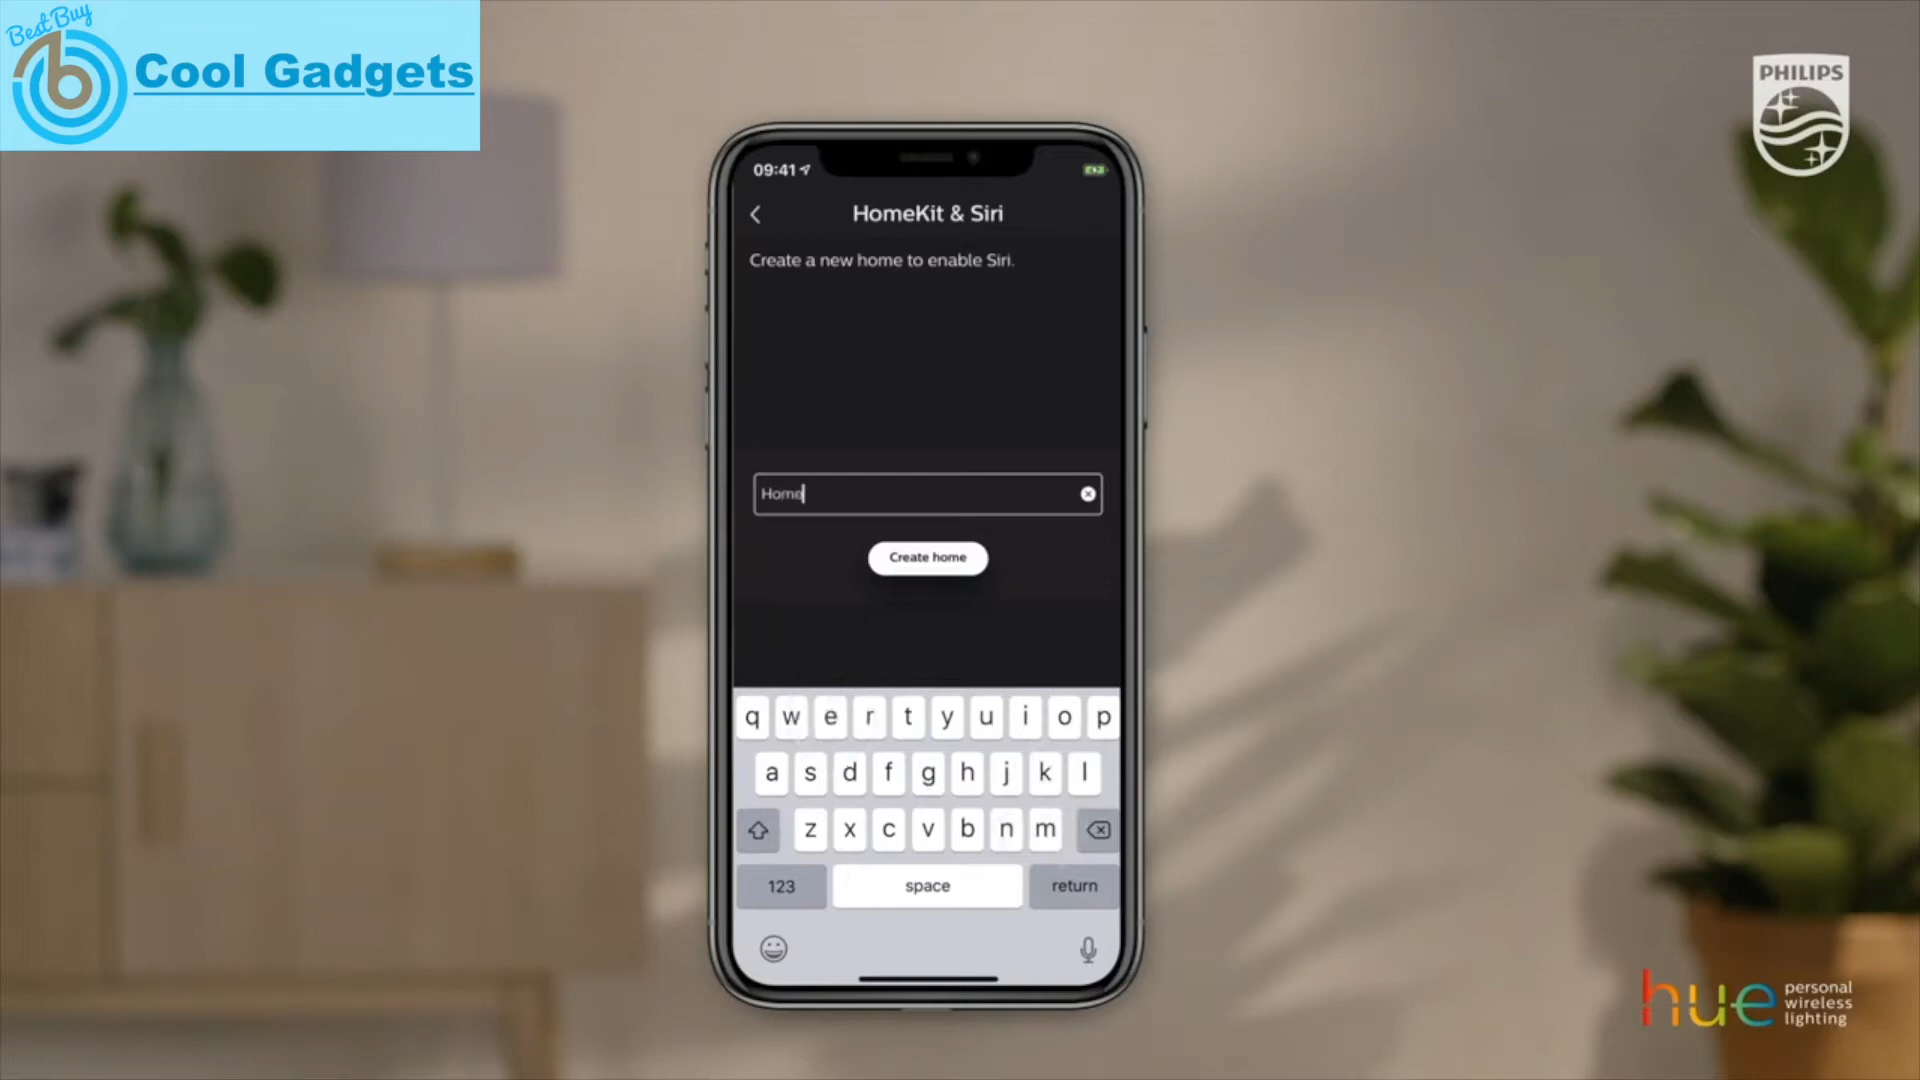 Best Buy
b
Cool Gadgets
PHILIPS
09:41
HomeKit & Siri
Create a new home to enable Siri.
Home
Create home
q w e r t y u i o p
a s d f g h j k l
z x c v b n m
123 space return
hue personal
wireless
lighting